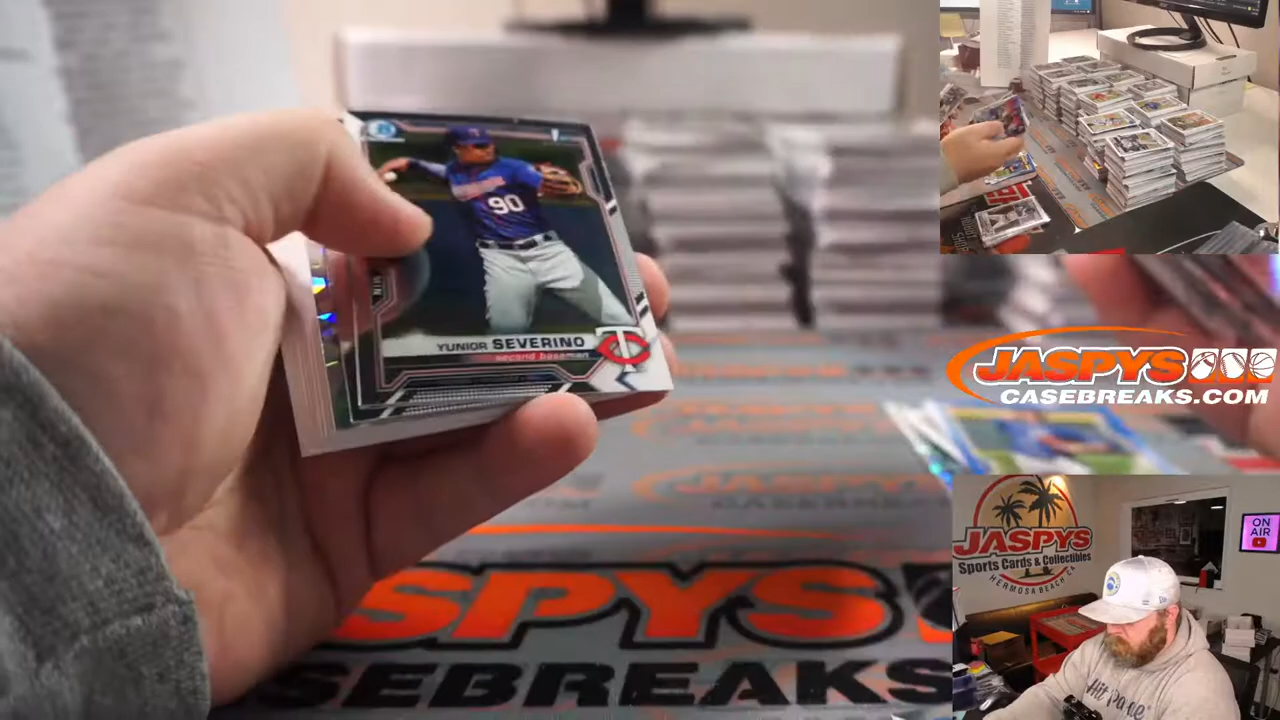 90
MIN
YUNIOR SEVERINO
second baseman
JASPYS
CASEBREAKS.COM
JASPYS
Sports Cards & Collectibles
HERMOSA BEACH CA
ON
AIR
SPYS
SEBREAKS